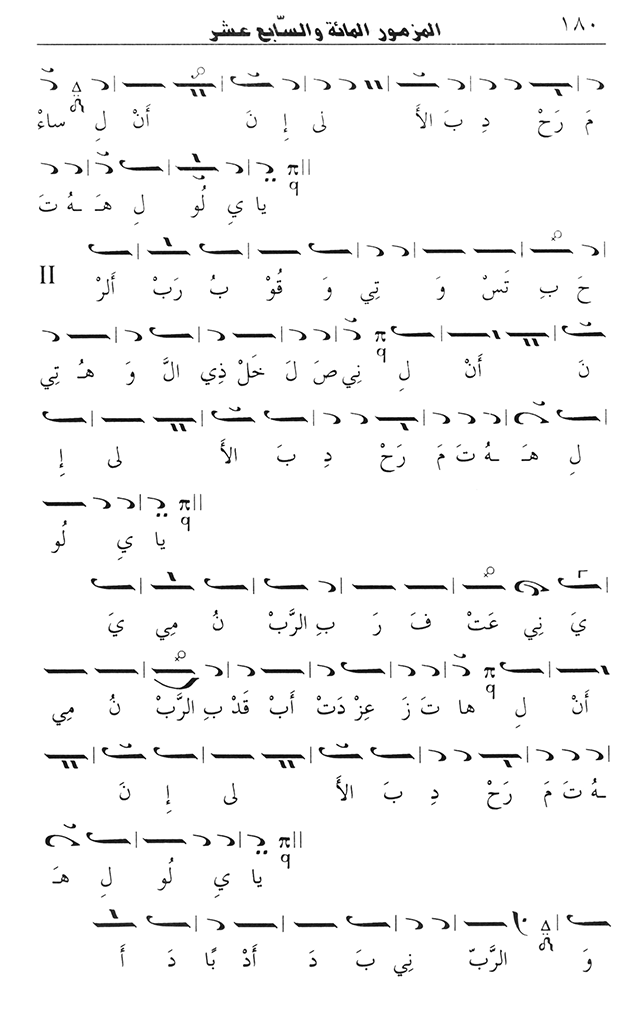 ١٨٠ المزمور المائة والسّابع عشر
مَ رَحْ دِ بَ الأَ لى إِ نَ أَنْ لِ ساءْ
π q
يا يِ لُو لِ هَـ ـهُ تَ
حَ بِ تَسْ وَ تِي وَ قُوْ بُ رَبْ أَلرْ II
π q
نَ أَنْ لِ نِي صَ لَ خَلْ ذِي الَّ وَ هُـ تِي
لِ هَـ ـهُ تَ مَ رَحْ دِ بَ الأَ لى إِ
π q
يا يِ لُو
يَ نِي عَتْ فَ رَ بِ الرَّبْ نُ مِي يَ
π q
أَنْ لِ ها تَ زَ عِزْ دَتْ أَبْ قَدْ بِ الرَّبْ نُ مِي
ـهُ تَ مَ رَحْ دِ بَ الأَ لى إِ نَ
π q
يا يِ لُو لِ هَـ
وَ الرَّبّ نِي بَ دَ أَدْ بًا دَ أَ